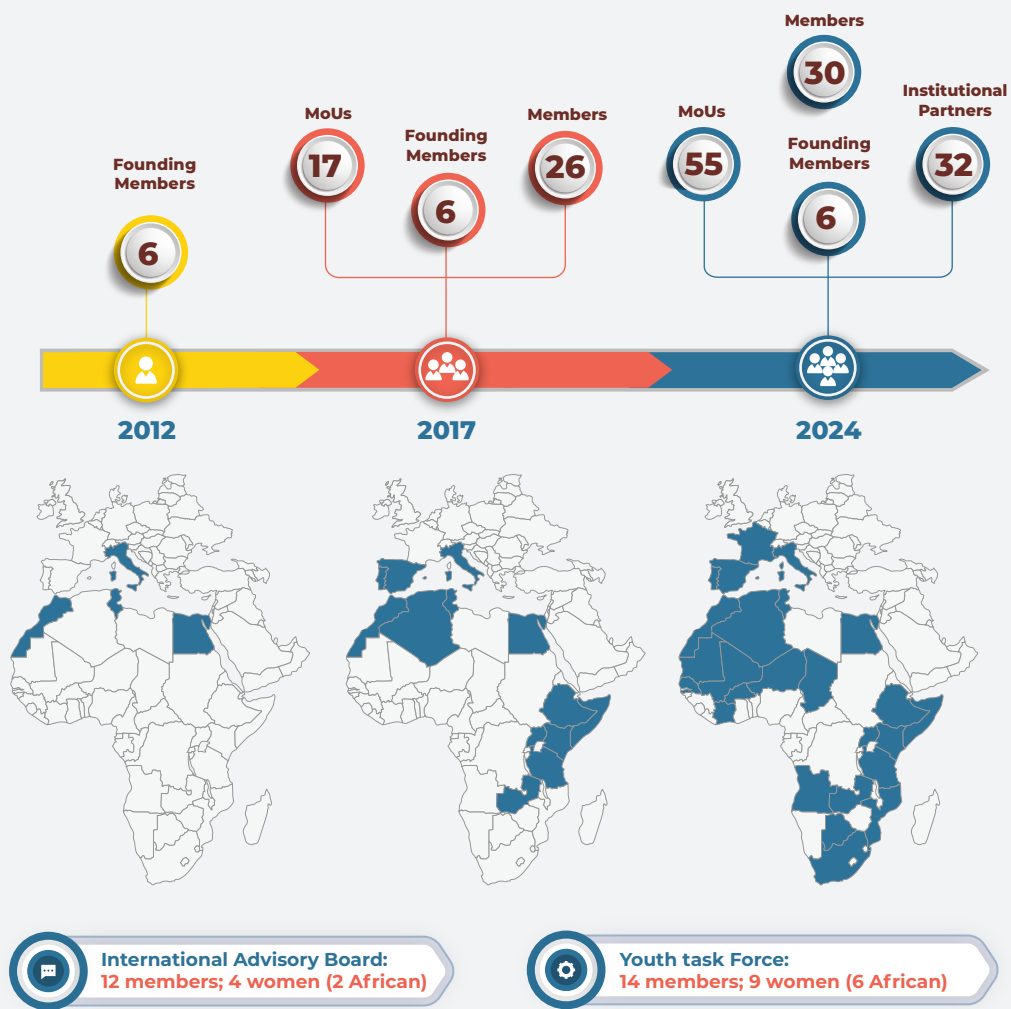 Founding
Members
6
2012
MoUs
17
Founding
Members
6
Members
26
2017
Members
30
MoUs
55
Founding
Members
6
Institutional
Partners
32
2024
International Advisory Board:
12 members; 4 women (2 African)
Youth task Force:
14 members; 9 women (6 African)